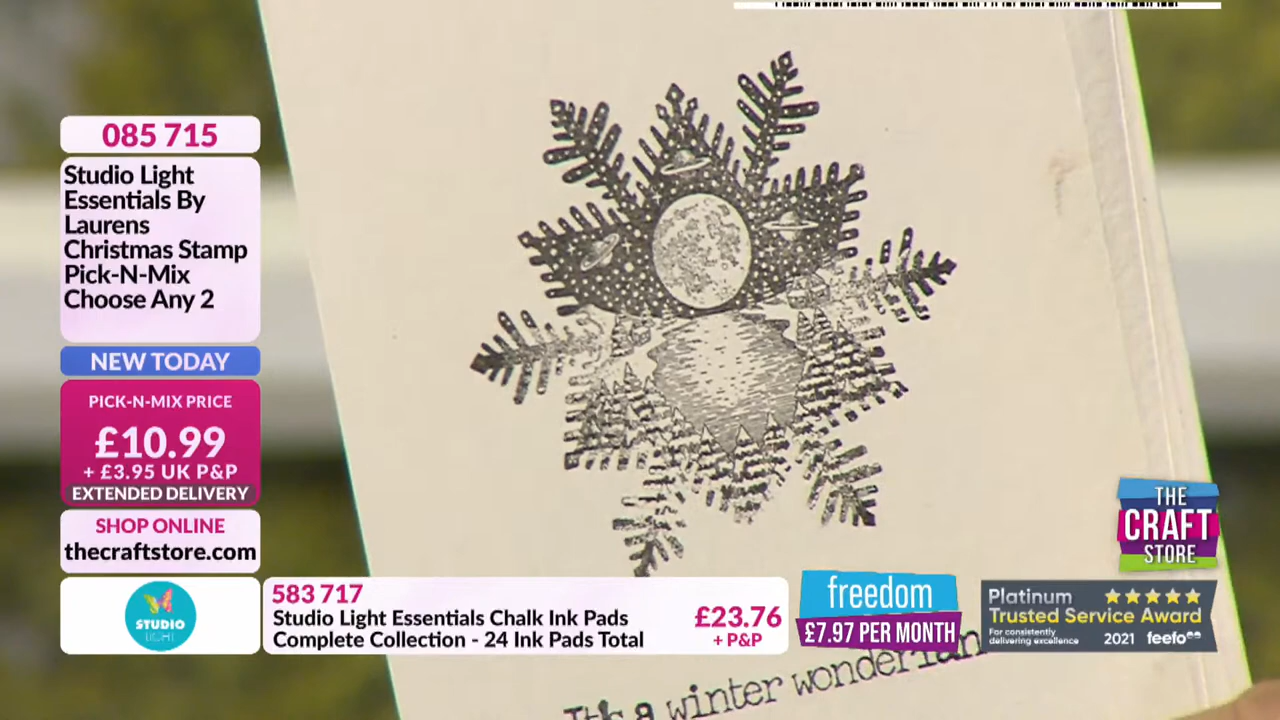 085 715
Studio Light
Essentials By
Laurens
Christmas Stamp
Pick-N-Mix
Choose Any 2
NEW TODAY
PICK-N-MIX PRICE
£10.99
+ £3.95 UK P&P
EXTENDED DELIVERY
SHOP ONLINE
thecraftstore.com
STUDIO
LIGHT
583 717
Studio Light Essentials Chalk Ink Pads
Complete Collection - 24 Ink Pads Total
£23.76
+ P&P
freedom
£7.97 PER MONTH
THE
CRAFT
STORE
Platinum
Trusted Service Award
For consistently
delivering excellence
2021 feefo
It's a winter wonderlan